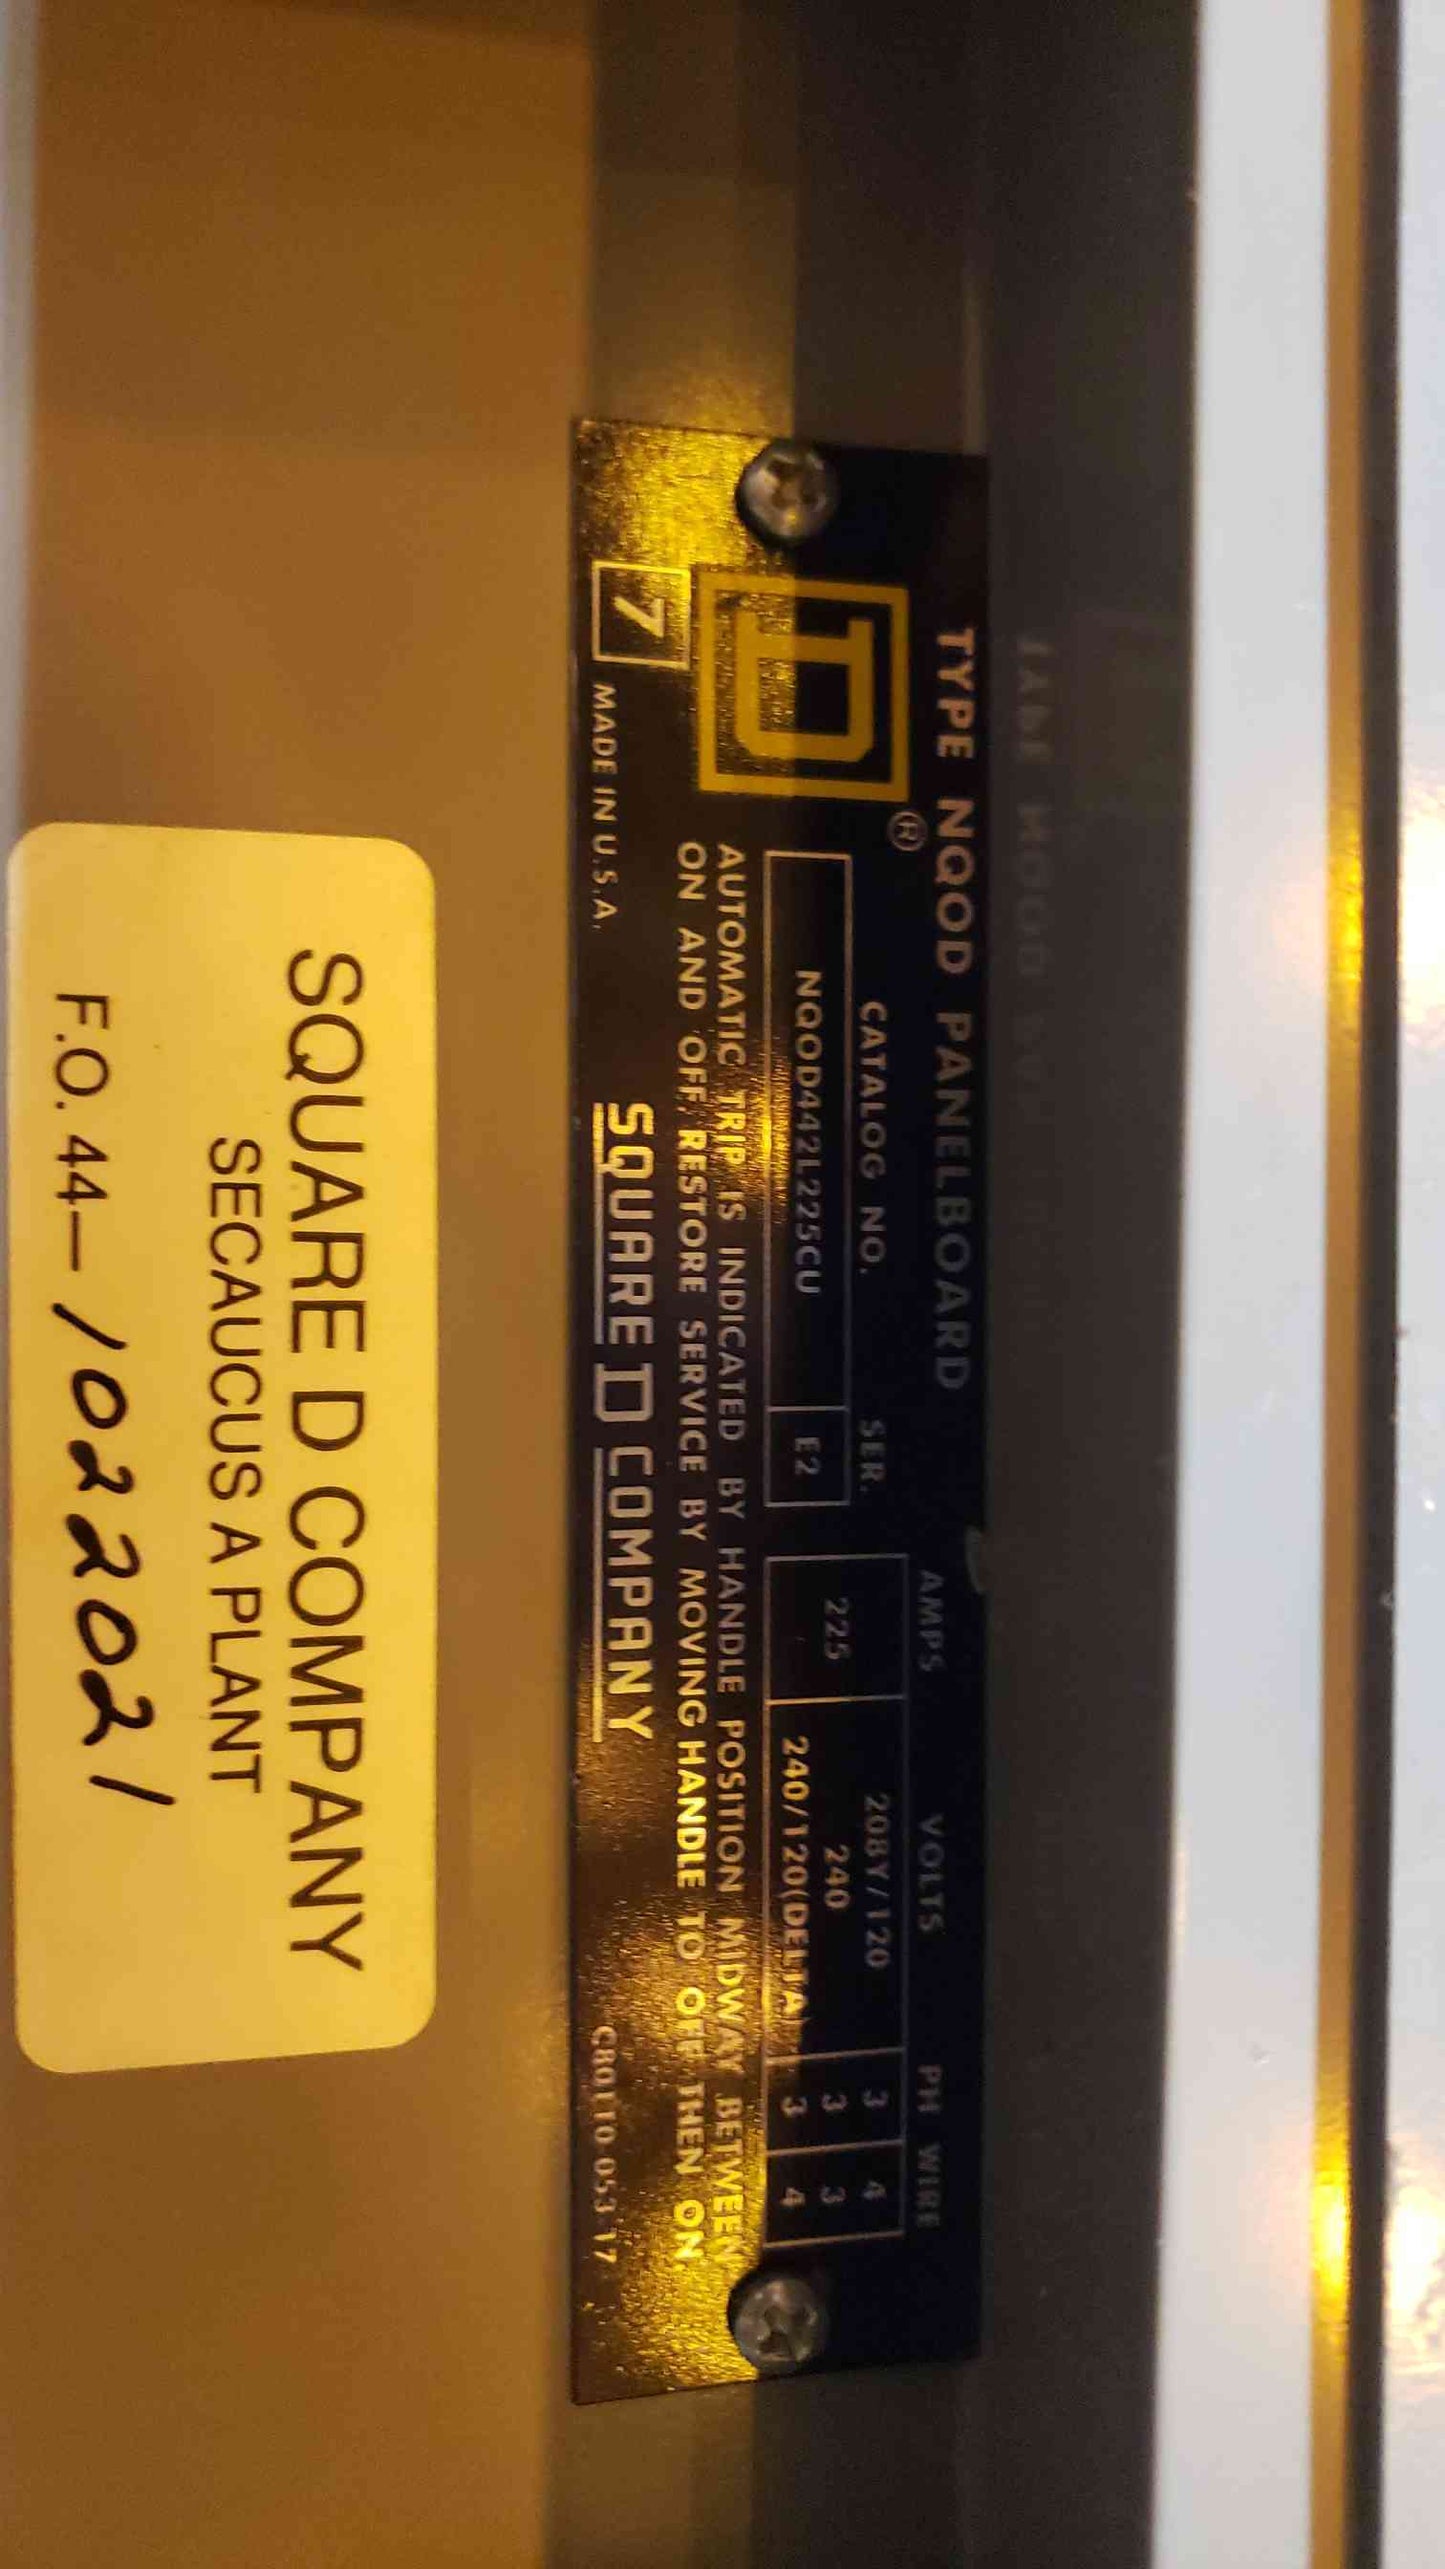 TYPE NQOD PANELBOARD
D®
CATALOG NO. SER.
NQOD442L225CU E2
AMPS VOLTS PH WIRE
208Y/120 3 4
225 240 3 3
240/120(DELTA) 3 4
AUTOMATIC TRIP IS INDICATED BY HANDLE POSITION MIDWAY BETWEEN
ON AND OFF. RESTORE SERVICE BY MOVING HANDLE TO OFF THEN ON.
7 MADE IN U.S.A.
SQUARE D COMPANY
SQUARE D COMPANY
SECAUCUS A PLANT
F.O. 44—1022021